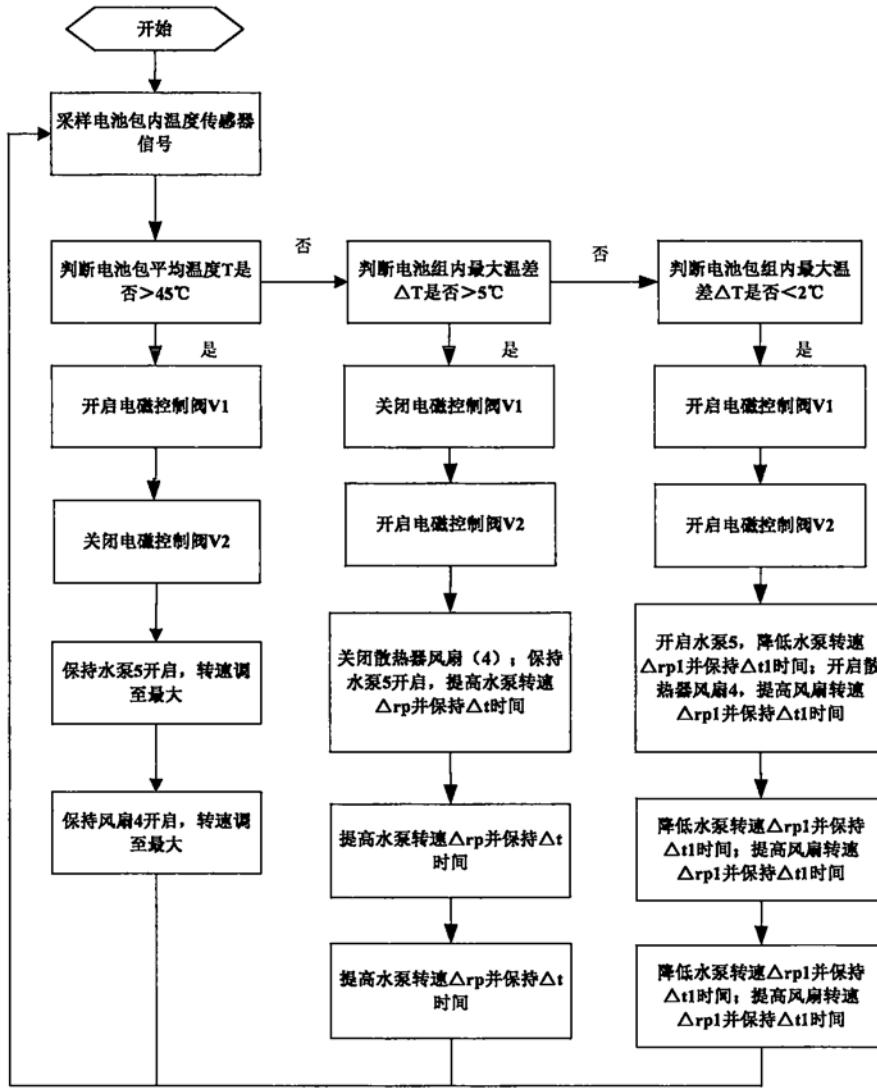 开始
采样电池包内温度传感器
信号
判断电池包平均温度T是
否＞45℃
否
判断电池组内最大温差
△T是否＞5℃
否
判断电池包组内最大温
差△T是否＜2℃
是
是
是
开启电磁控制阀V1
关闭电磁控制阀V1
开启电磁控制阀V1
关闭电磁控制阀V2
开启电磁控制阀V2
开启电磁控制阀V2
保持水泵5开启，转速调
至最大
关闭散热器风扇（4）；保持
水泵5开启，提高水泵转速
△rp并保持△t时间
开启水泵5，降低水泵转速
△rp1并保持△t1时间；开启散
热器风扇4，提高风扇转速
△rp1并保持△t1时间
保持风扇4开启，转速调
至最大
提高水泵转速△rp并保持△t
时间
降低水泵转速△rp1并保持
△t1时间；提高风扇转速
△rp1并保持△t1时间
提高水泵转速△rp并保持△t
时间
降低水泵转速△rp1并保持
△t1时间；提高风扇转速
△rp1并保持△t1时间